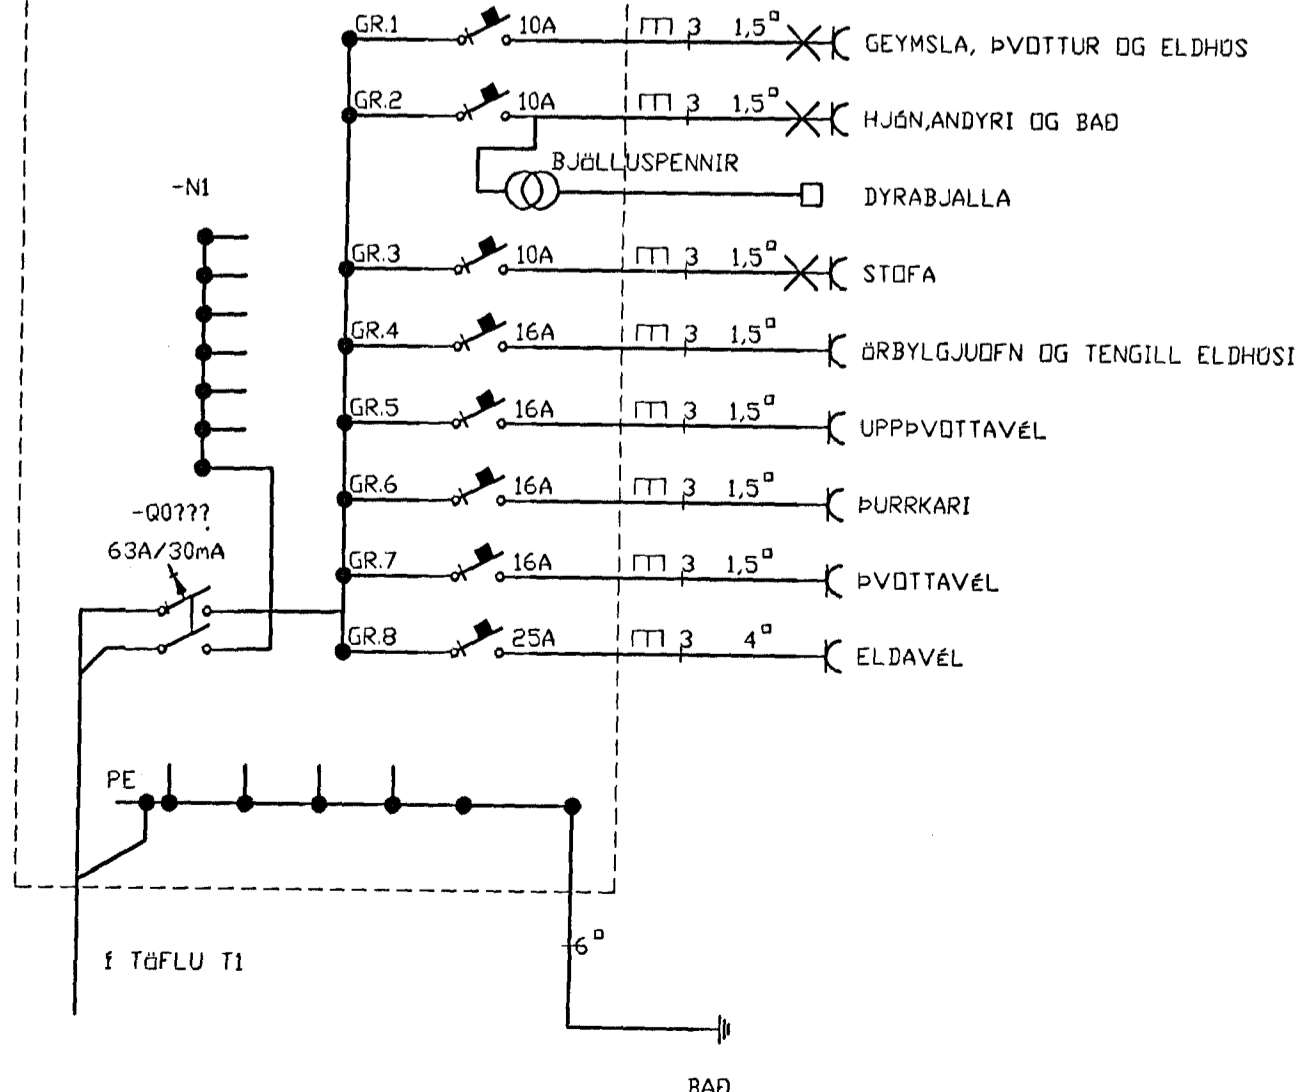 GR.1 10A 3 1,5▫ GEYMSLA, ÞVOTTUR OG ELDHÚS
GR.2 10A 3 1,5▫ HJÓN,ANDYRI OG BAÐ
BJÖLLUSPENNIR
-N1
DYRABJALLA
GR.3 10A 3 1,5▫ STOFA
GR.4 16A 3 1,5▫ ÖRBYLGJUOFN OG TENGILL ELDHÚSI
GR.5 16A 3 1,5▫ UPPÞVOTTAVÉL
GR.6 16A 3 1,5▫ ÞURRKARI
-Q0???
63A/30mA
GR.7 16A 3 1,5▫ ÞVOTTAVÉL
GR.8 25A 3 4▫ ELDAVÉL
PE
6▫
Í TÖFLU T1
BAÐ